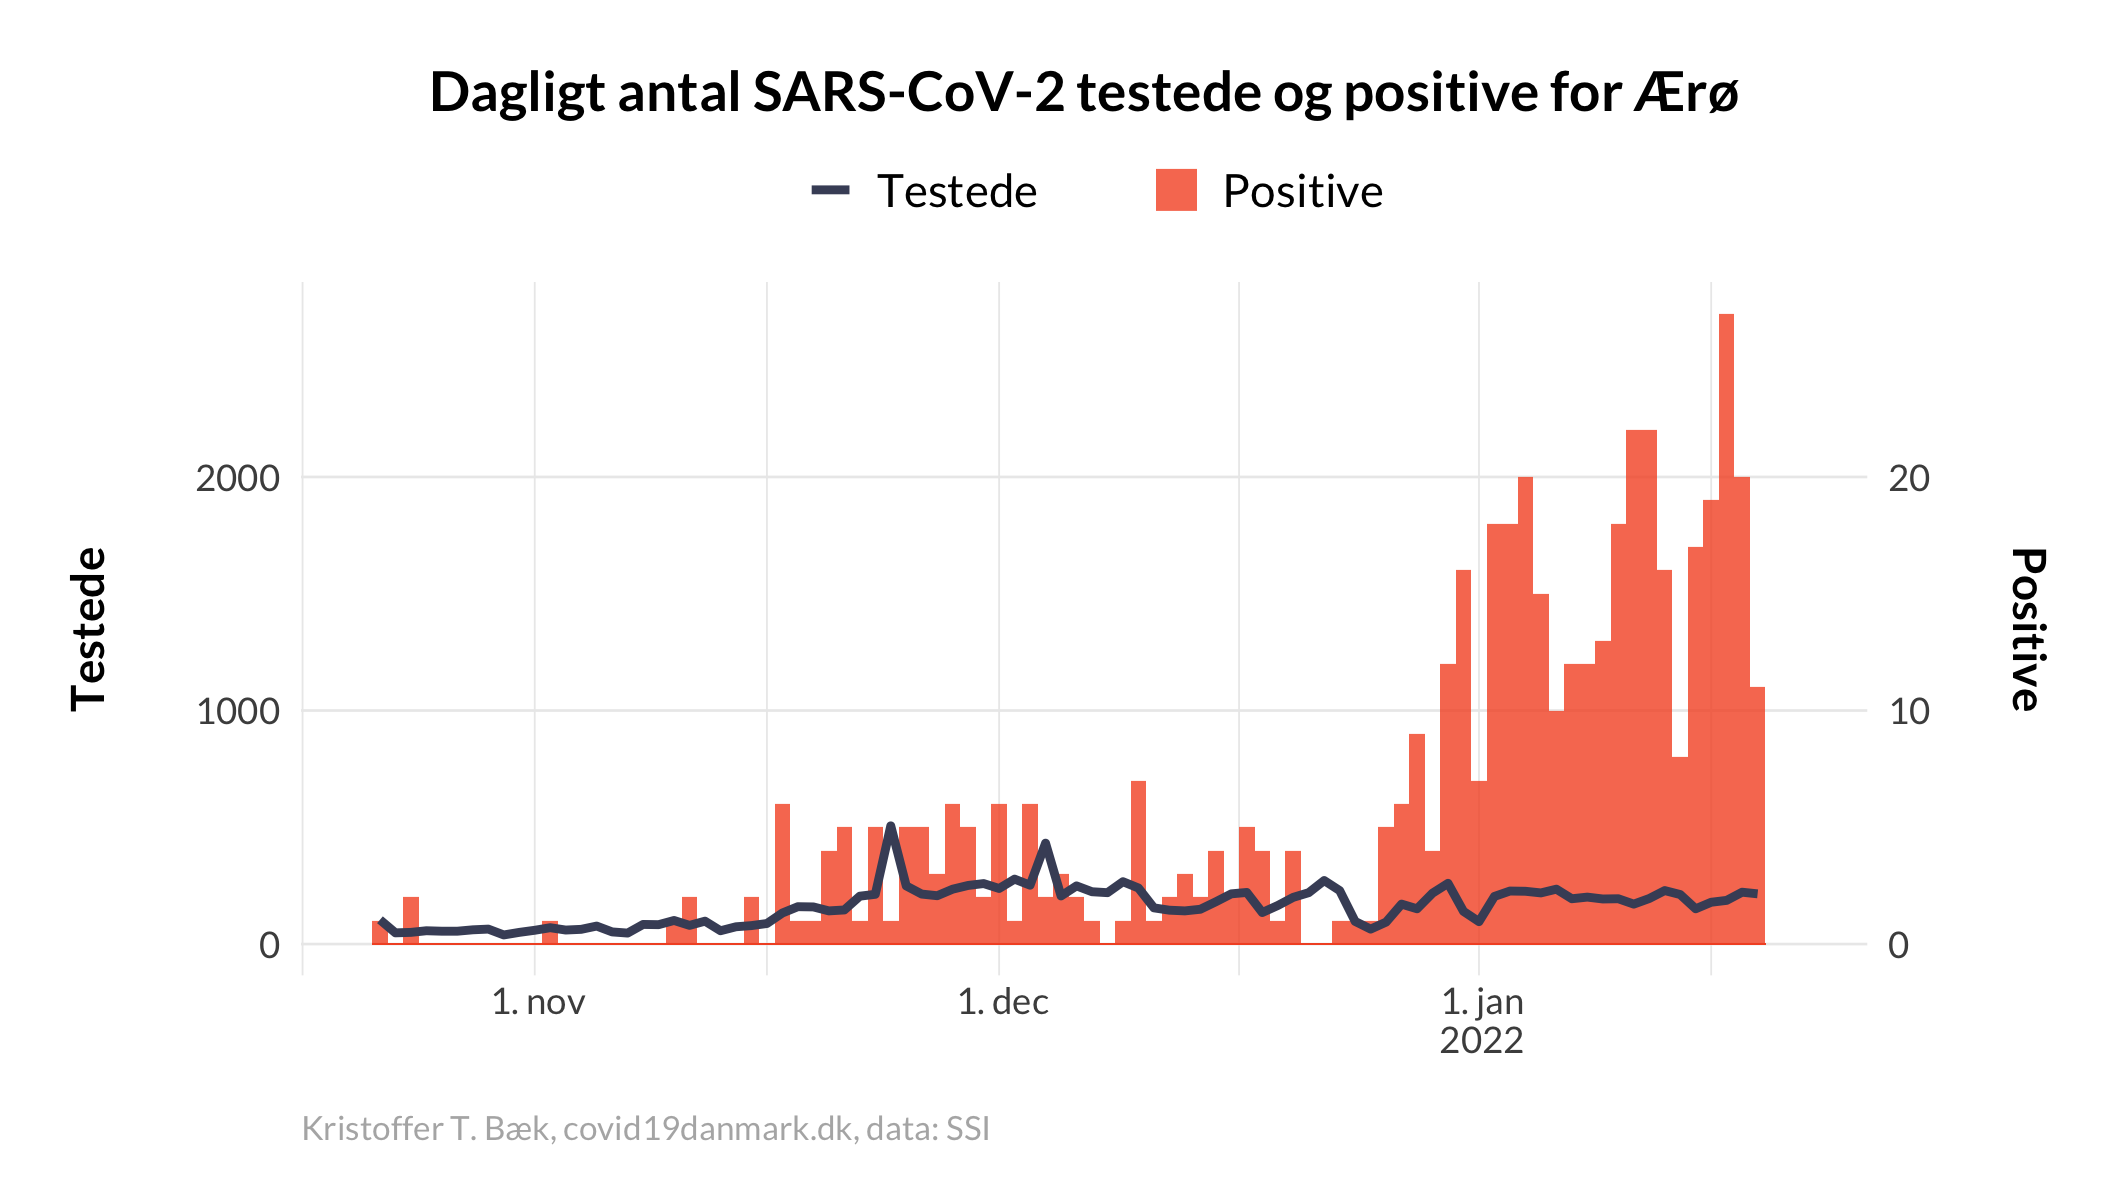 Dagligt antal SARS-CoV-2 testede og positive for Ærø
Testede
Positive
2000
1000
0
Testede
20
10
0
Positive
1. nov
1. dec
1. jan
2022
Kristoffer T. Bæk, covid19danmark.dk, data: SSI